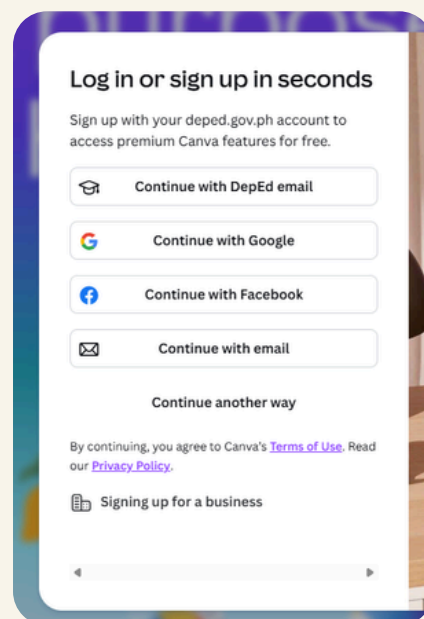 Log in or sign up in seconds
Sign up with your deped.gov.ph account to
access premium Canva features for free.
Continue with DepEd email
Continue with Google
Continue with Facebook
Continue with email
Continue another way
By continuing, you agree to Canva's Terms of Use. Read
our Privacy Policy.
Signing up for a business